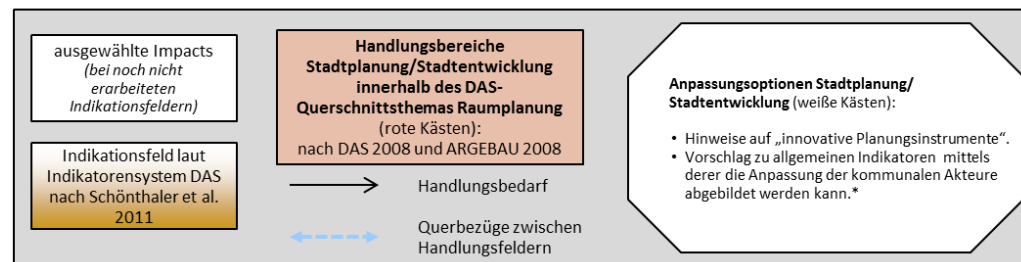 ausgewählte Impacts
(bei noch nicht
erarbeiteten
Indikationsfeldern)
Indikationsfeld laut
Indikatorensystem DAS
nach Schönthaler et al.
2011
Handlungsbereiche
Stadtplanung/Stadtentwicklung
innerhalb des DAS-
Querschnittsthemas Raumplanung
(rote Kästen):
nach DAS 2008 und ARGEBAU 2008
Handlungsbedarf
Querbezüge zwischen
Handlungsfeldern
Anpassungsoptionen Stadtplanung/
Stadtentwicklung (weiße Kästen):
• Hinweise auf „innovative Planungsinstrumente“.
• Vorschlag zu allgemeinen Indikatoren mittels
derer die Anpassung der kommunalen Akteure
abgebildet werden kann.*